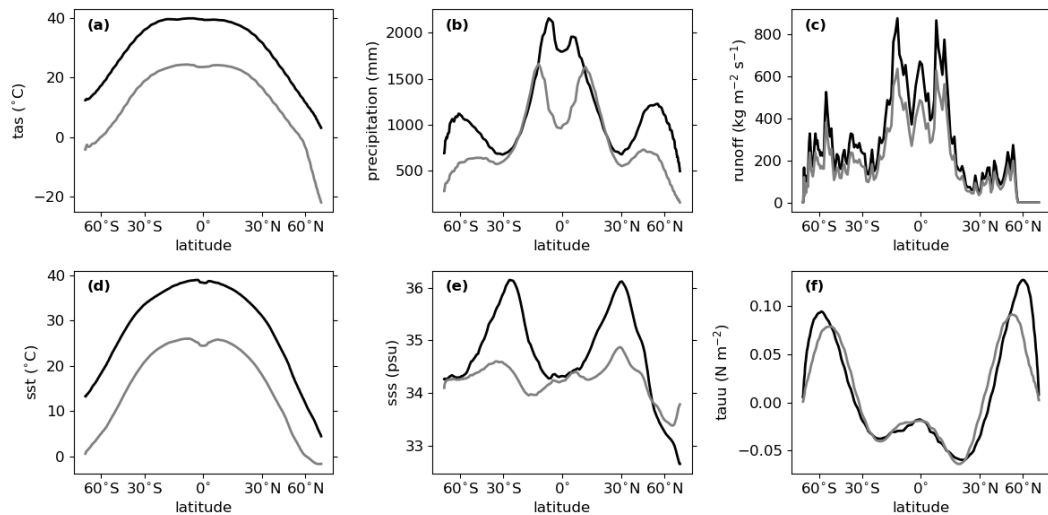 (a)
tas (°C)
40
20
0
−20
60°S 30°S 0° 30°N 60°N
latitude
(b)
precipitation (mm)
2000
1500
1000
500
60°S 30°S 0° 30°N 60°N
latitude
(c)
runoff (kg m⁻² s⁻¹)
800
600
400
200
0
60°S 30°S 0° 30°N 60°N
latitude
(d)
sst (°C)
40
30
20
10
0
60°S 30°S 0° 30°N 60°N
latitude
(e)
sss (psu)
36
35
34
33
60°S 30°S 0° 30°N 60°N
latitude
(f)
tauu (N m⁻²)
0.10
0.05
0.00
−0.05
60°S 30°S 0° 30°N 60°N
latitude